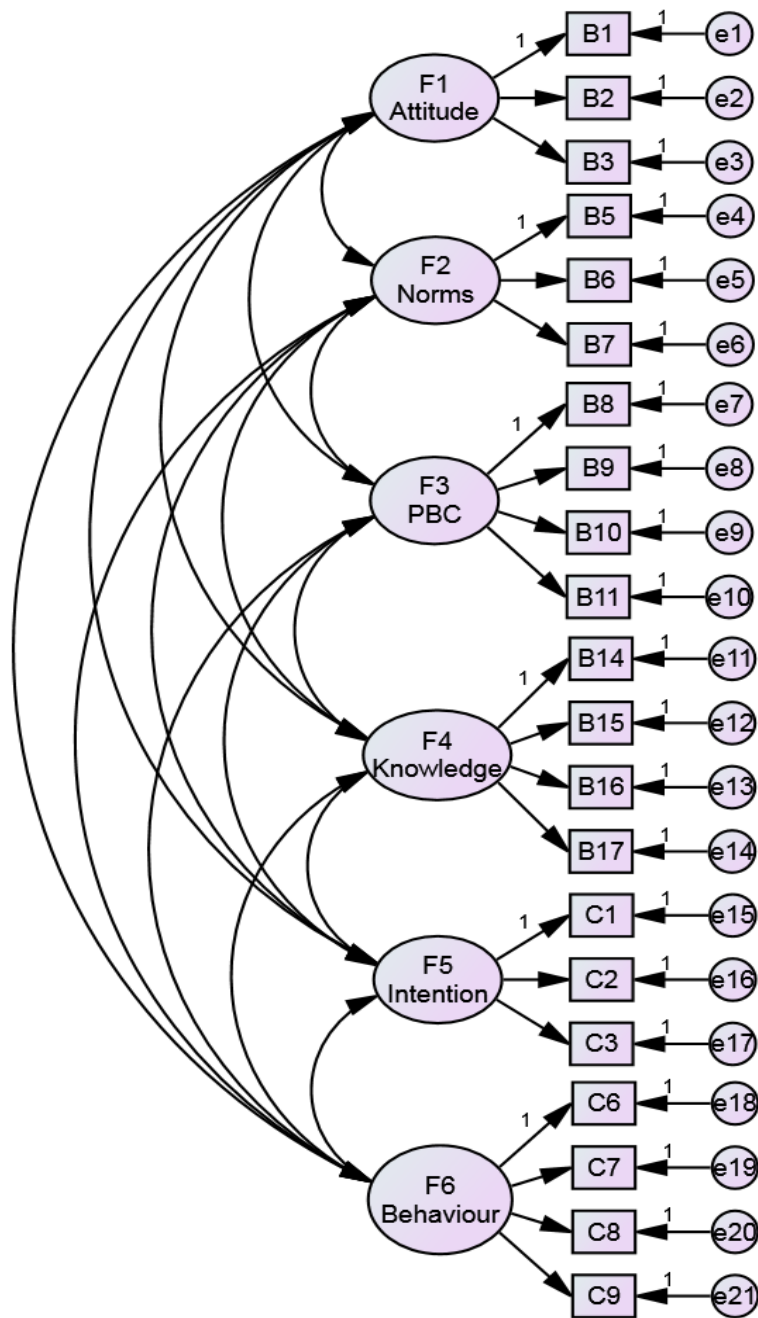 1 B1 1 e1
F1
Attitude
B2 1 e2
B3 1 e3
1 B5 1 e4
F2
Norms
B6 1 e5
B7 1 e6
1 B8 1 e7
F3
PBC
B9 1 e8
B10 1 e9
B11 1 e10
1 B14 1 e11
F4
Knowledge
B15 1 e12
B16 1 e13
B17 1 e14
1 C1 1 e15
F5
Intention
C2 1 e16
C3 1 e17
1 C6 1 e18
F6
Behaviour
C7 1 e19
C8 1 e20
C9 1 e21